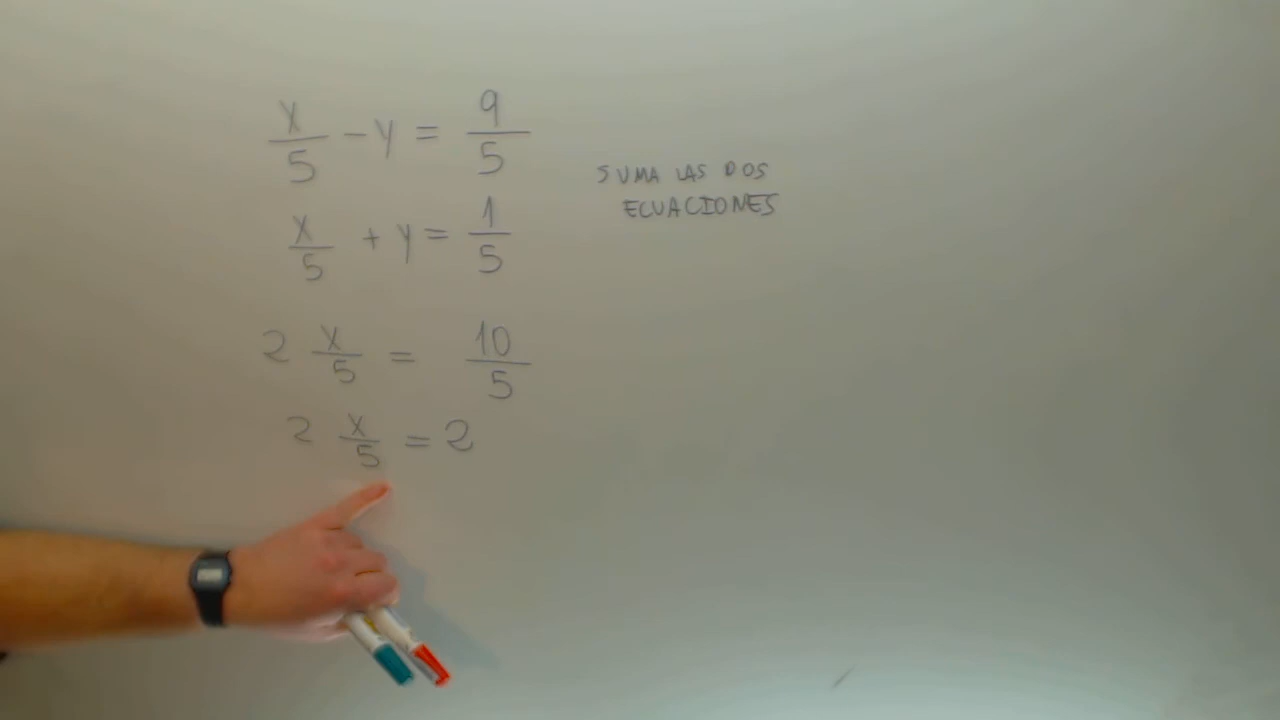 x/5 - y = 9/5
SUMA LAS DOS
ECUACIONES
x/5 + y = 1/5
2 x/5 = 10/5
2 x/5 = 2